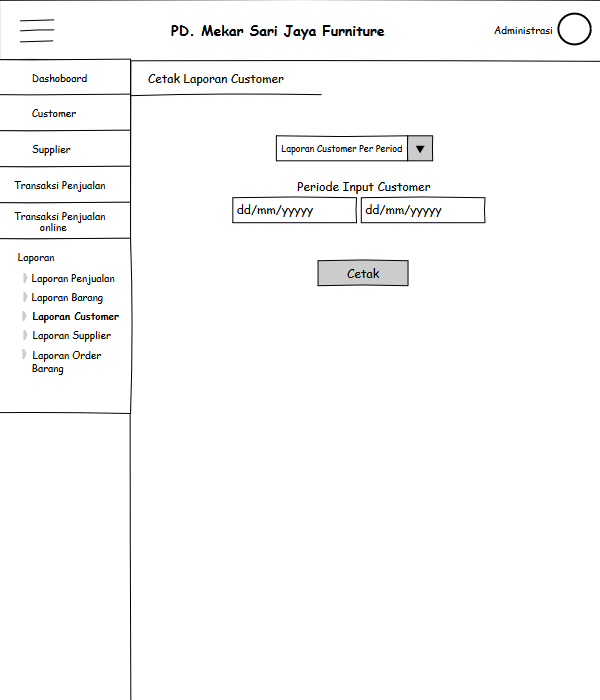 PD. Mekar Sari Jaya Furniture
Administrasi
Dashoboard
Customer
Supplier
Transaksi Penjualan
Transaksi Penjualan
online
Laporan
Laporan Penjualan
Laporan Barang
Laporan Customer
Laporan Supplier
Laporan Order
Barang
Cetak Laporan Customer
Laporan Customer Per Period
Periode Input Customer
dd/mm/yyyyy
dd/mm/yyyyy
Cetak